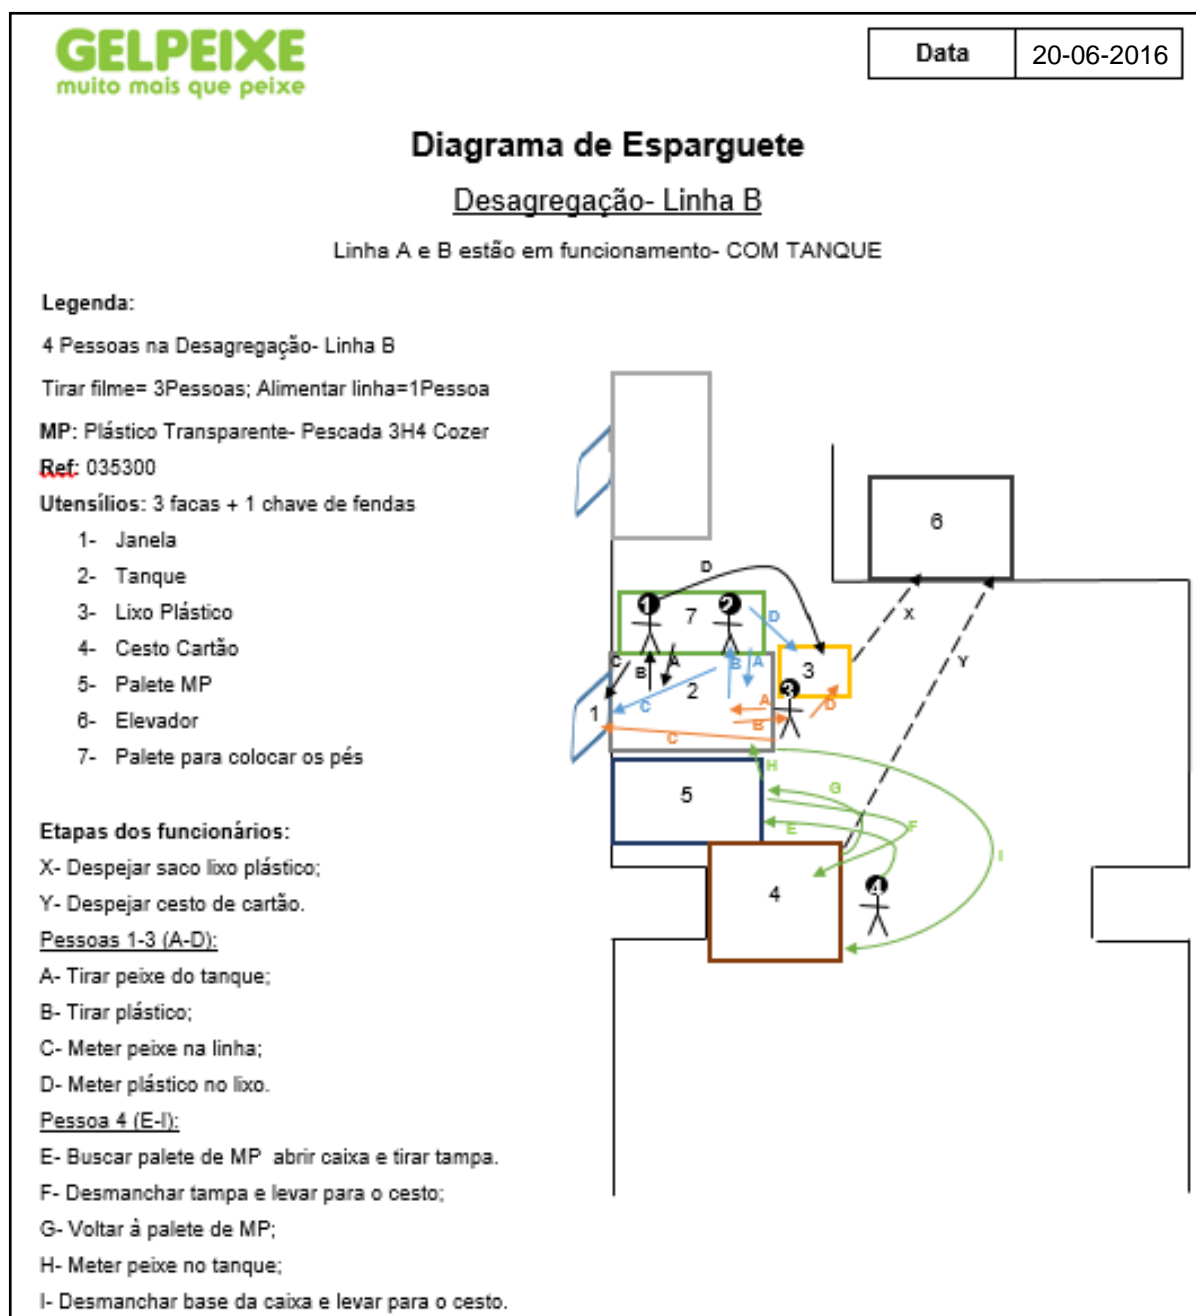 GELPEIXE
muito mais que peixe
Data 20-06-2016
Diagrama de Esparguete
Desagregação- Linha B
Linha A e B estão em funcionamento- COM TANQUE
Legenda:
4 Pessoas na Desagregação- Linha B
Tirar filme= 3Pessoas; Alimentar linha=1Pessoa
MP: Plástico Transparente- Pescada 3H4 Cozer
Ref: 035300
Utensílios: 3 facas + 1 chave de fendas
1- Janela
2- Tanque
3- Lixo Plástico
4- Cesto Cartão
5- Palete MP
6- Elevador
7- Palete para colocar os pés
Etapas dos funcionários:
X- Despejar saco lixo plástico;
Y- Despejar cesto de cartão.
Pessoas 1-3 (A-D):
A- Tirar peixe do tanque;
B- Tirar plástico;
C- Meter peixe na linha;
D- Meter plástico no lixo.
Pessoa 4 (E-I):
E- Buscar palete de MP abrir caixa e tirar tampa.
F- Desmanchar tampa e levar para o cesto;
G- Voltar à palete de MP;
H- Meter peixe no tanque;
I- Desmanchar base da caixa e levar para o cesto.
6
D
X
1 7 2 D
Y
C B A B A 3
2 3
1 C A D
B
C
H
5 G
E F
I
4 4